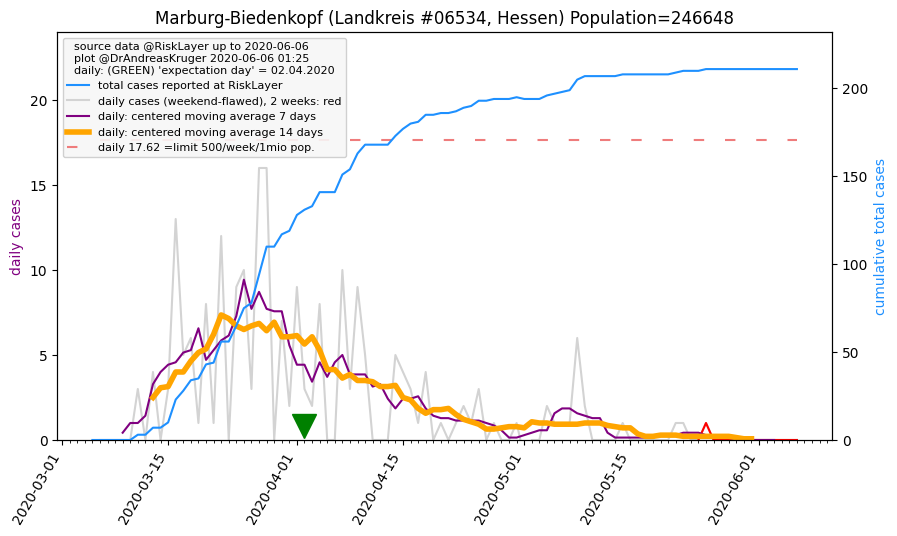 Marburg-Biedenkopf (Landkreis #06534, Hessen) Population=246648
source data @RiskLayer up to 2020-06-06
plot @DrAndreasKruger 2020-06-06 01:25
daily: (GREEN) 'expectation day' = 02.04.2020
total cases reported at RiskLayer
daily cases (weekend-flawed), 2 weeks: red
daily: centered moving average 7 days
daily: centered moving average 14 days
daily 17.62 =limit 500/week/1mio pop.
daily cases
20
15
10
5
0
cumulative total cases
200
150
100
50
0
2020-03-01
2020-03-15
2020-04-01
2020-04-15
2020-05-01
2020-05-15
2020-06-01